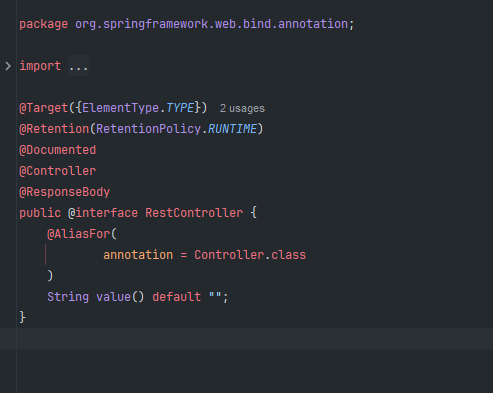 package org.springframework.web.bind.annotation;
import ...
@Target({ElementType.TYPE}) 2 usages
@Retention(RetentionPolicy.RUNTIME)
@Documented
@Controller
@ResponseBody
public @interface RestController {
    @AliasFor(
            annotation = Controller.class
    )
    String value() default "";
}